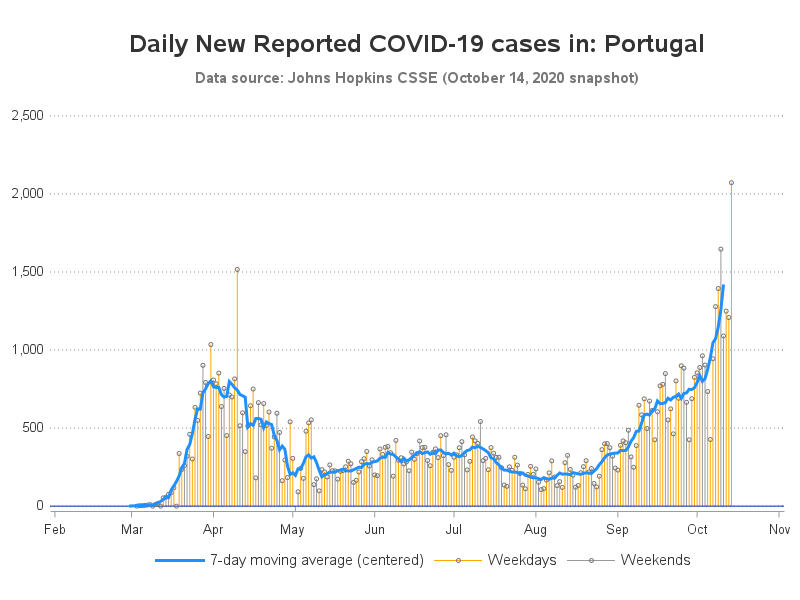 Daily New Reported COVID-19 cases in: Portugal
Data source: Johns Hopkins CSSE (October 14, 2020 snapshot)
2,500
2,000
1,500
1,000
500
0
Feb Mar Apr May Jun Jul Aug Sep Oct Nov
7-day moving average (centered) Weekdays Weekends